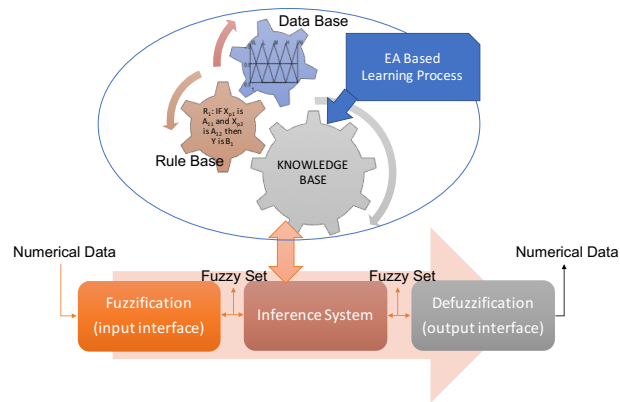 Data Base
EA Based
Learning Process
R₁: IF Xₚ₁ is
A₁₁ and Xₚ₂
is A₁₂ then
Y is B₁
Rule Base
KNOWLEDGE
BASE
Numerical Data
Numerical Data
Fuzzy Set
Fuzzy Set
Fuzzification
(input interface)
Inference System
Defuzzification
(output interface)